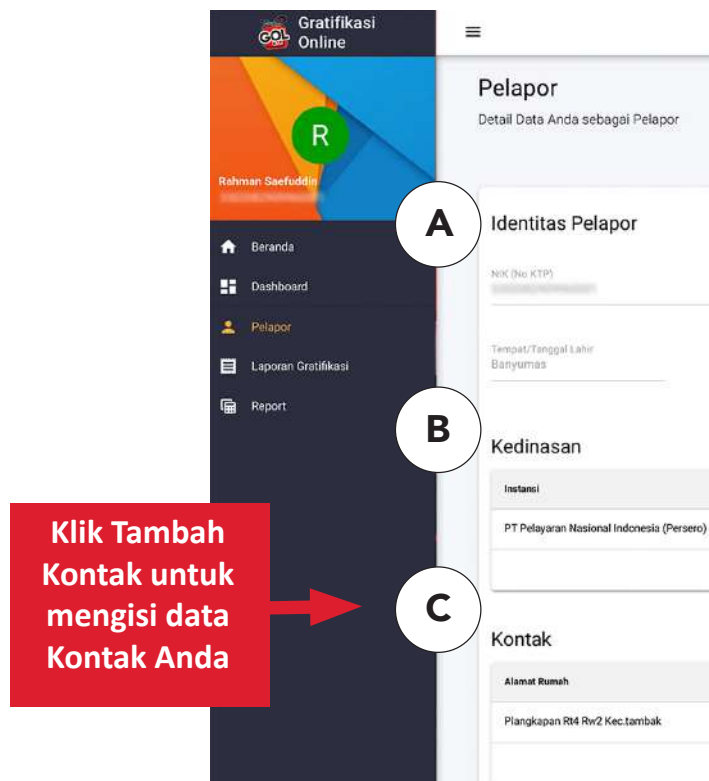 Gratifikasi
Online
Pelapor
Detail Data Anda sebagai Pelapor
R
Rahman Saefuddin
A
Identitas Pelapor
NIK (No KTP)
Beranda
Dashboard
Pelapor
Laporan Gratifikasi
Report
Tempat/Tanggal Lahir
Banyumas
B
Kedinasan
Instansi
PT Pelayaran Nasional Indonesia (Persero)
Klik Tambah
Kontak untuk
mengisi data
Kontak Anda
C
Kontak
Alamat Rumah
Plangkapan Rt4 Rw2 Kec.tambak